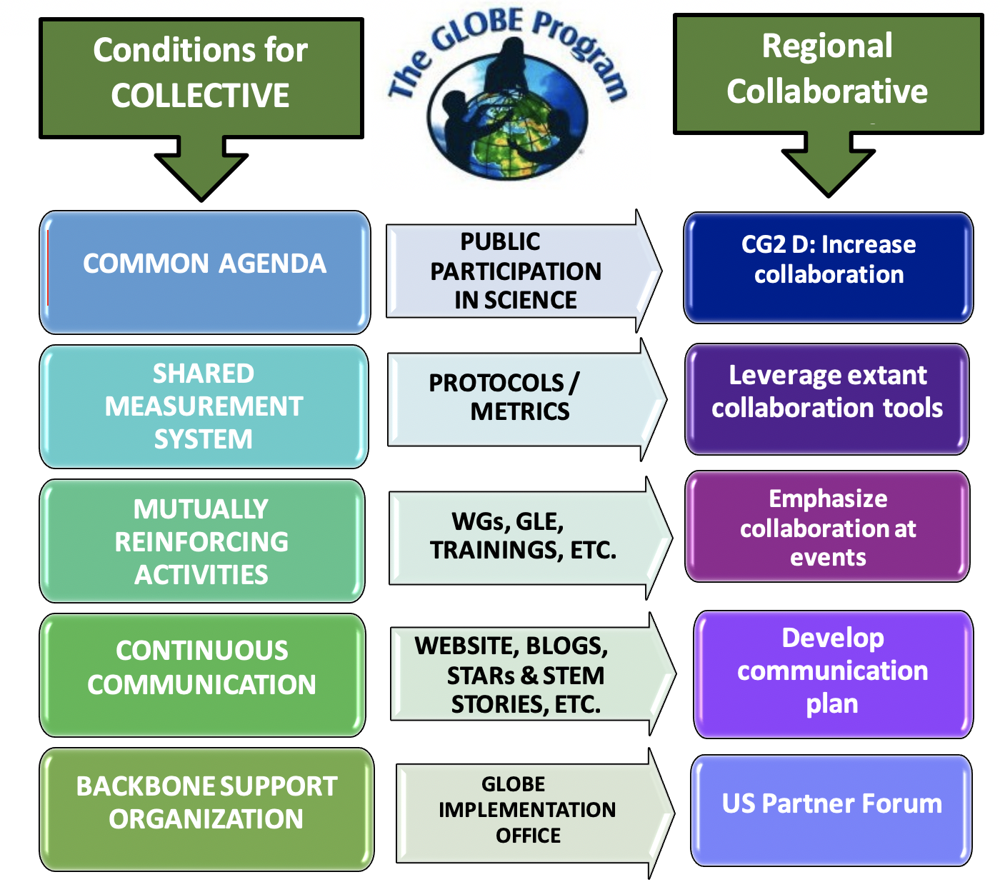 Conditions for
COLLECTIVE
The GLOBE Program
Regional
Collaborative
COMMON AGENDA
PUBLIC
PARTICIPATION
IN SCIENCE
CG2 D: Increase
collaboration
SHARED
MEASUREMENT
SYSTEM
PROTOCOLS /
METRICS
Leverage extant
collaboration tools
MUTUALLY
REINFORCING
ACTIVITIES
WGs, GLE,
TRAININGS, ETC.
Emphasize
collaboration at
events
CONTINUOUS
COMMUNICATION
WEBSITE, BLOGS,
STARs & STEM
STORIES, ETC.
Develop
communication
plan
BACKBONE SUPPORT
ORGANIZATION
GLOBE
IMPLEMENTATION
OFFICE
US Partner Forum